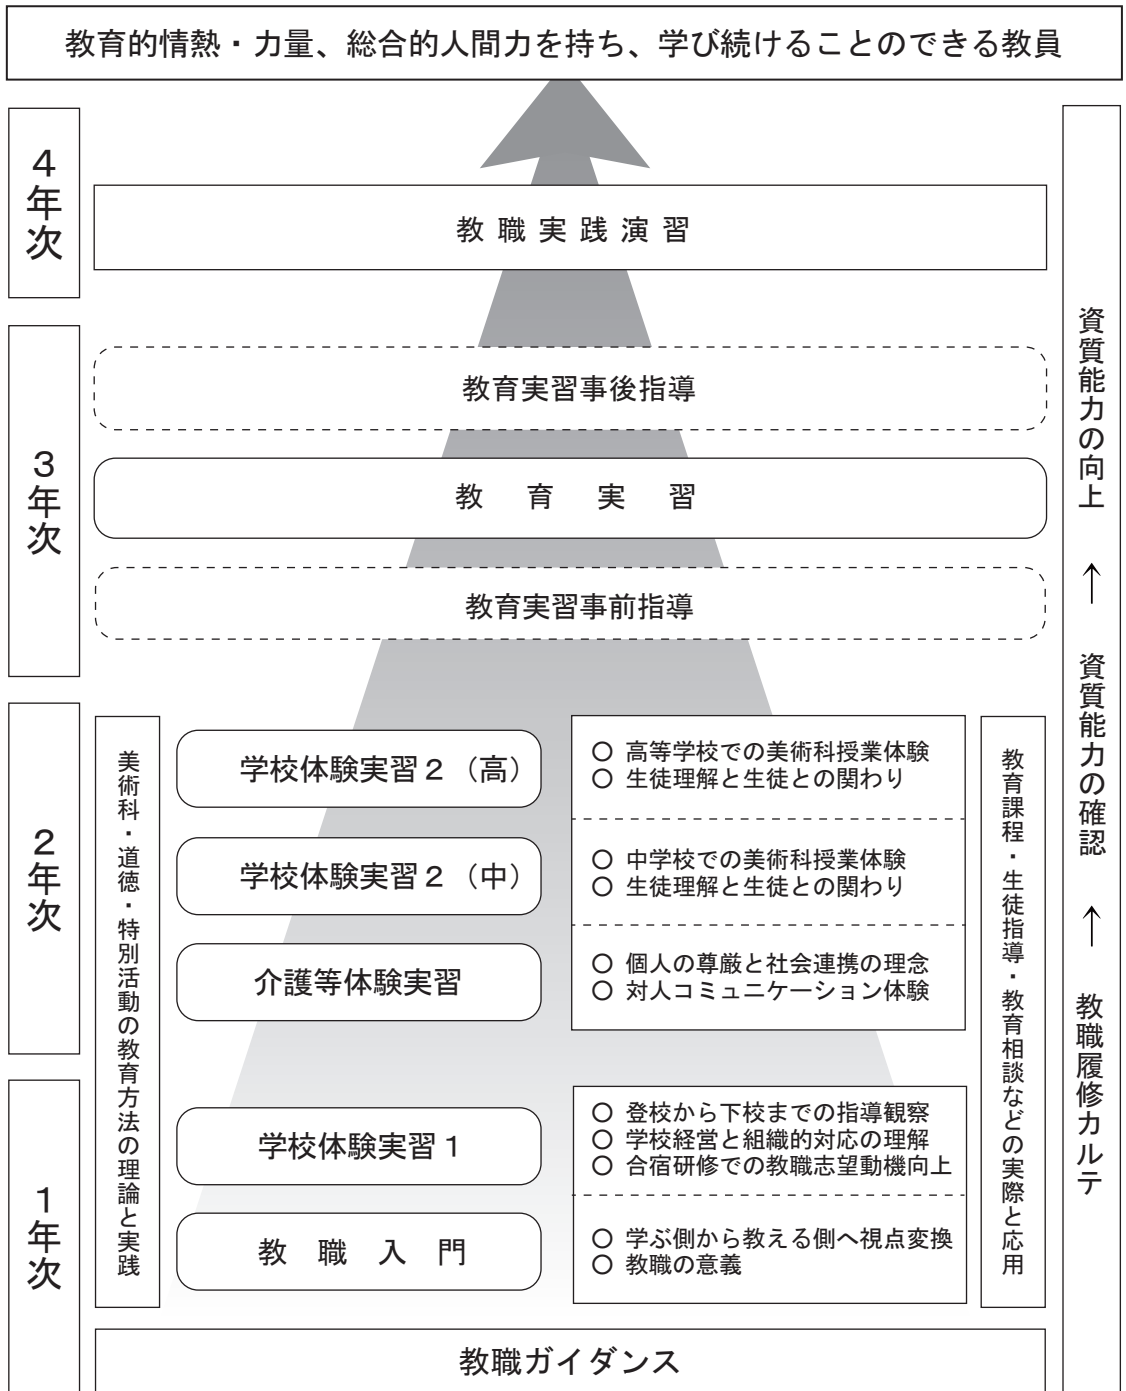 教育的情熱・力量、総合的人間力を持ち、学び続けることのできる教員
4年次
教職実践演習
3年次
教育実習事後指導
教育実習
教育実習事前指導
2年次
美術科・道徳・特別活動の教育方法の理論と実践
学校体験実習2(高)
○ 高等学校での美術科授業体験
○ 生徒理解と生徒との関わり
学校体験実習2(中)
○ 中学校での美術科授業体験
○ 生徒理解と生徒との関わり
介護等体験実習
○ 個人の尊厳と社会連携の理念
○ 対人コミュニケーション体験
教育課程・生徒指導・教育相談などの実際と応用
1年次
学校体験実習1
○ 登校から下校までの指導観察
○ 学校経営と組織的対応の理解
○ 合宿研修での教職志望動機向上
教職入門
○ 学ぶ側から教える側へ視点変換
○ 教職の意義
教職ガイダンス
資質能力の向上 ↑ 資質能力の確認 ↑ 教職履修カルテ